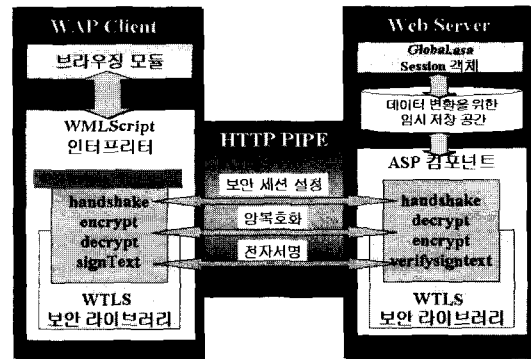 WAP Client
브라우징 모듈
WMLScript
인터프리터
handshake
encrypt
decrypt
signText
WTLS
보안 라이브러리
HTTP PIPE
보안 세션 설정
암복호화
전자서명
Web Server
Global.asa
Session 객체
데이터 변환을 위한
임시 저장 공간
ASP 컴포넌트
handshake
decrypt
encrypt
verifysigntext
WTLS
보안 라이브러리